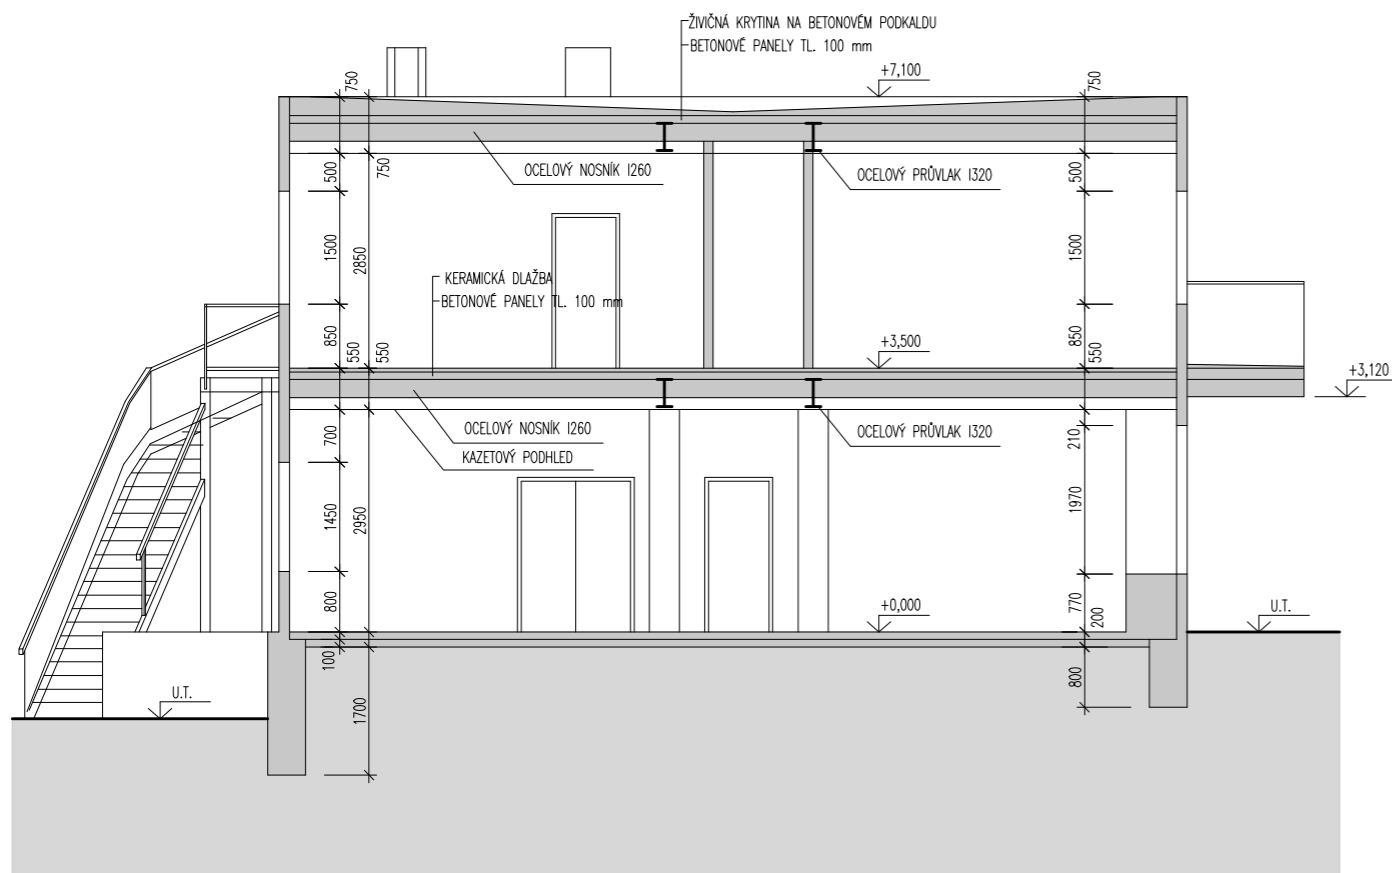 ŽIVIČNÁ KRYTINA NA BETONOVÉM PODKALDU
BETONOVÉ PANELY TL. 100 mm
+7,100
750
750
750
500
500
OCELOVÝ NOSNÍK I260
OCELOVÝ PRŮVLAK I320
1500
2850
1500
KERAMICKÁ DLAŽBA
BETONOVÉ PANELY TL. 100 mm
850
550
550
+3,500
850
550
+3,120
OCELOVÝ NOSNÍK I260
OCELOVÝ PRŮVLAK I320
KAZETOVÝ PODHLED
700
210
1450
2950
1970
800
+0,000
770
200
U.T.
100
800
U.T.
1700